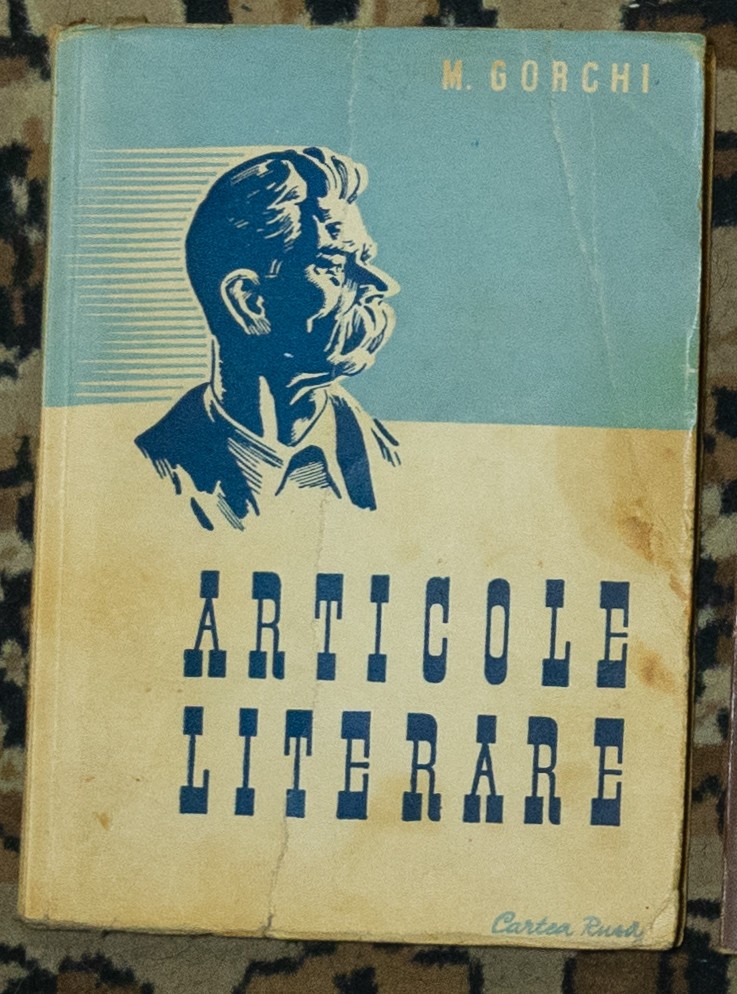 M. GORCHI
ARTICOLE
LITERARE
Cartea Rusă